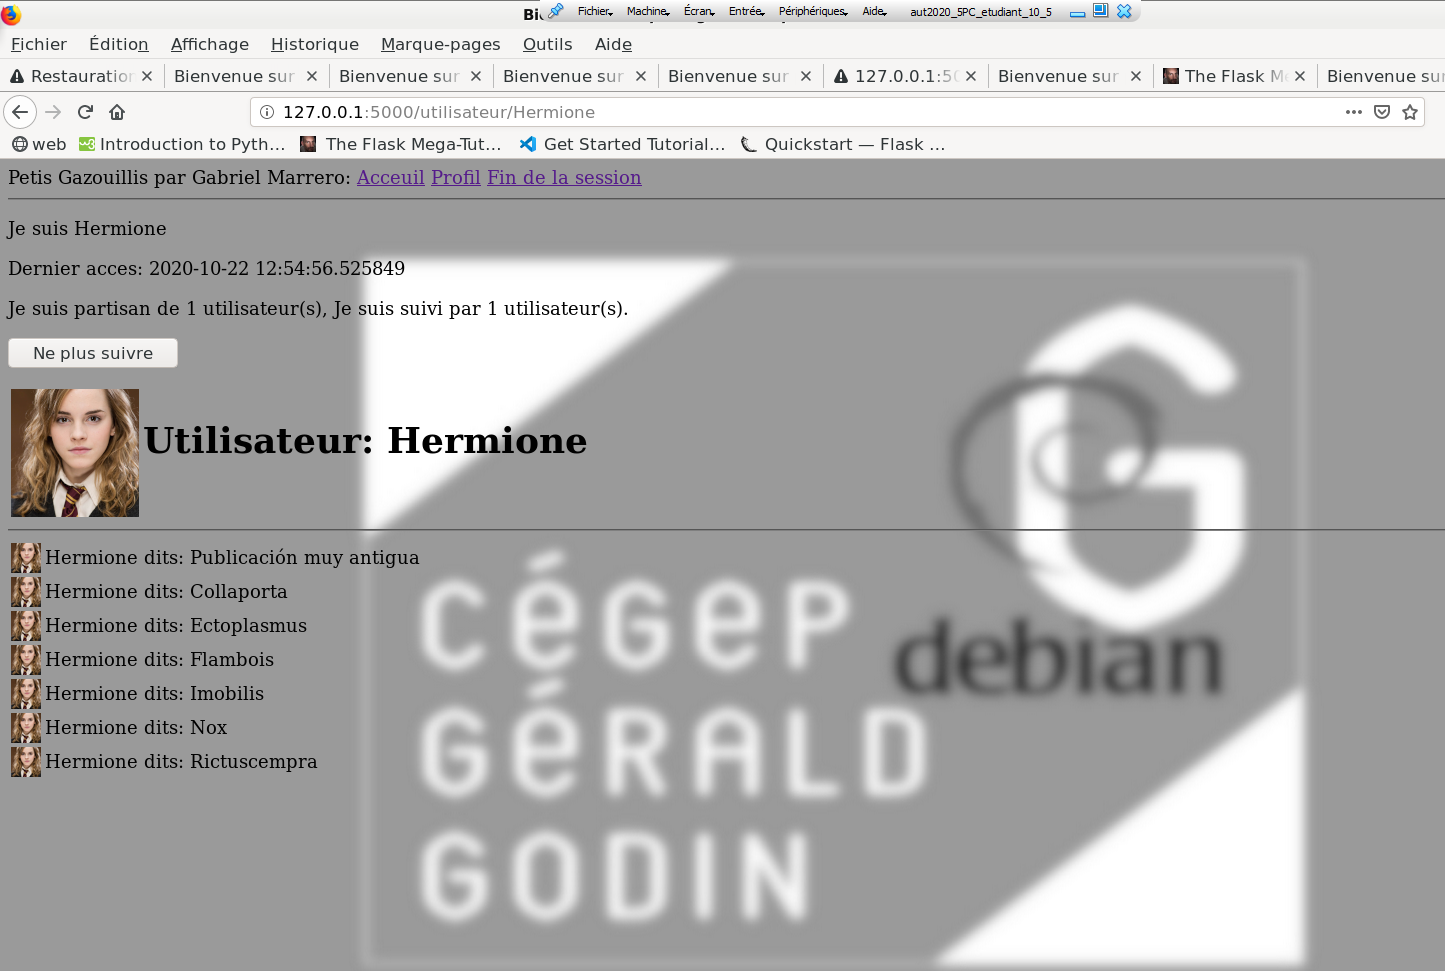 Fichier Machine Écran Entrée Périphériques Aide aut2020_5PC_etudiant_10_5
Fichier Édition Affichage Historique Marque-pages Outils Aide
Restauration Bienvenue sur Bienvenue sur Bienvenue sur Bienvenue sur 127.0.0.1:50 Bienvenue sur The Flask Me Bienvenue sur
127.0.0.1:5000/utilisateur/Hermione
web Introduction to Pyth... The Flask Mega-Tut... Get Started Tutorial... Quickstart — Flask ...
Petis Gazouillis par Gabriel Marrero: Acceuil Profil Fin de la session
Je suis Hermione
Dernier acces: 2020-10-22 12:54:56.525849
Je suis partisan de 1 utilisateur(s), Je suis suivi par 1 utilisateur(s).
Ne plus suivre
Utilisateur: Hermione
Hermione dits: Publicación muy antigua
Hermione dits: Collaporta
Hermione dits: Ectoplasmus
Hermione dits: Flambois
Hermione dits: Imobilis
Hermione dits: Nox
Hermione dits: Rictuscempra
CéGeP
GéRALD
GODIN
G
debian